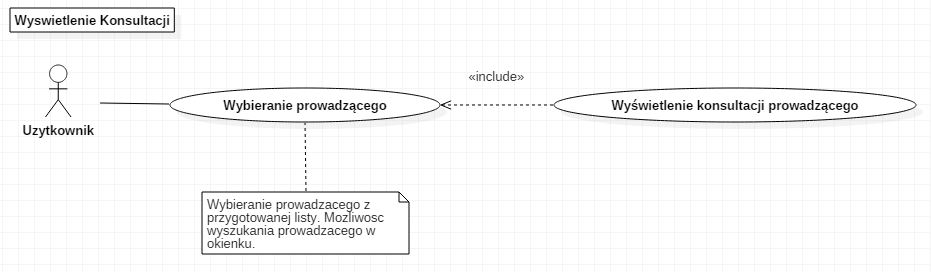 Wyswietlenie Konsultacji
«include»
Wybieranie prowadzącego
Wyświetlenie konsultacji prowadzącego
Uzytkownik
Wybieranie prowadzacego z
przygotowanej listy. Mozliwosc
wyszukania prowadzacego w
okienku.